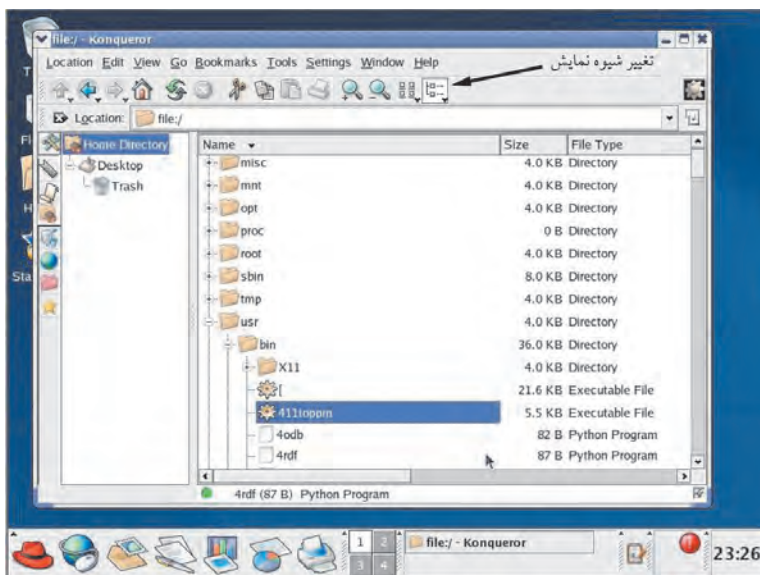 file:/ - Konqueror
Location Edit View Go Bookmarks Tools Settings Window Help
تغییر شیوه نمایش
Location: file:/
Home Directory
Desktop
Trash
Name Size File Type
misc 4.0 KB Directory
mnt 4.0 KB Directory
opt 4.0 KB Directory
proc 0 B Directory
root 4.0 KB Directory
sbin 8.0 KB Directory
tmp 4.0 KB Directory
usr 4.0 KB Directory
bin 36.0 KB Directory
X11 4.0 KB Directory
[ 21.6 KB Executable File
411toppm 5.5 KB Executable File
4odb 82 B Python Program
4rdf 87 B Python Program
4rdf (87 B) Python Program
Sta
1 2
3 4
file:/ - Konqueror
23:26